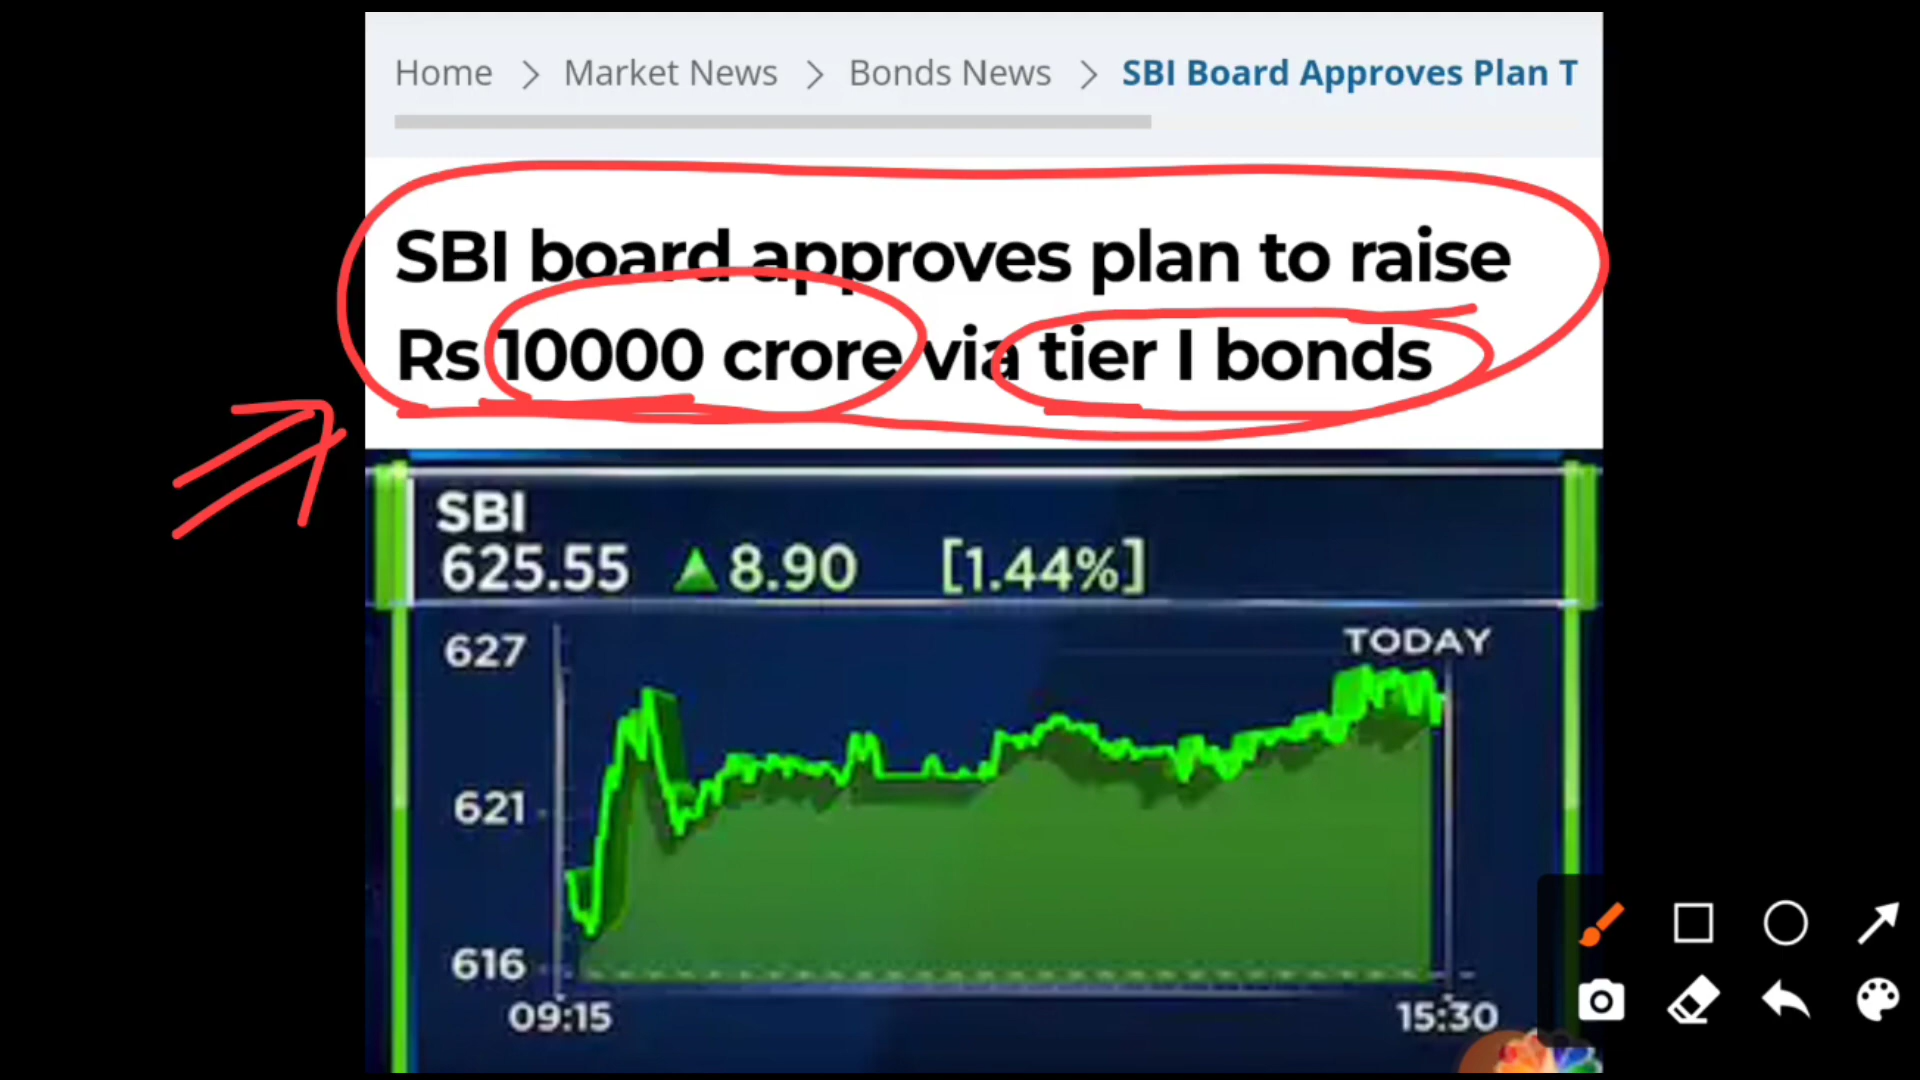 Home > Market News > Bonds News > SBI Board Approves Plan T
SBI board approves plan to raise
Rs 10000 crore via tier I bonds
SBI
625.55 ▲8.90 [1.44%]
627
TODAY
621
616
09:15 15:30